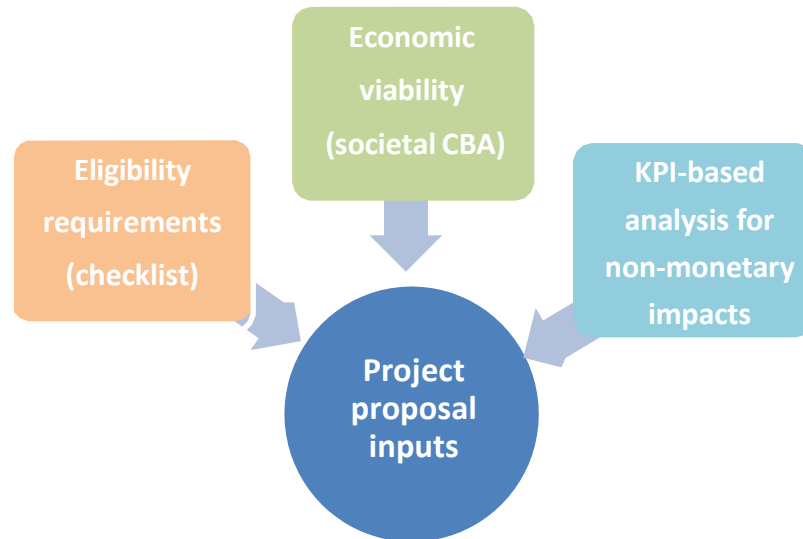 Economic
viability
(societal CBA)
Eligibility
requirements
(checklist)
KPI-based
analysis for
non-monetary
impacts
Project
proposal
inputs